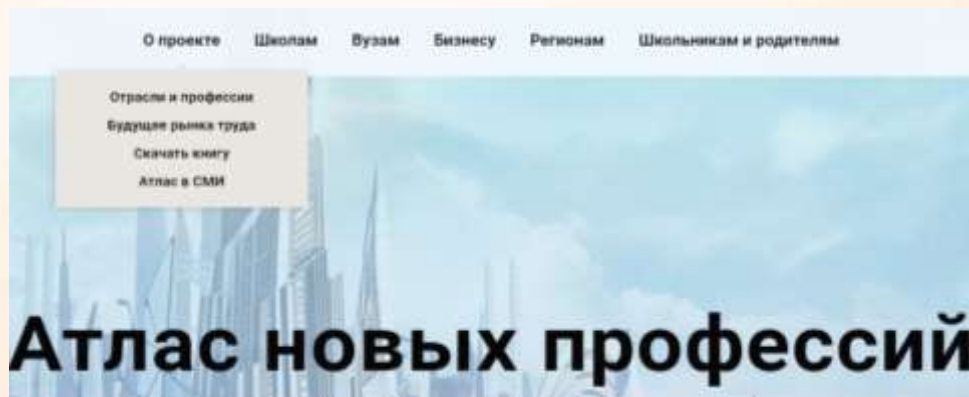 О проекте Школам Вузам Бизнесу Регионам Школьникам и родителям
Отрасли и профессии
Будущее рынка труда
Скачать книгу
Атлас в СМИ
Атлас новых профессий